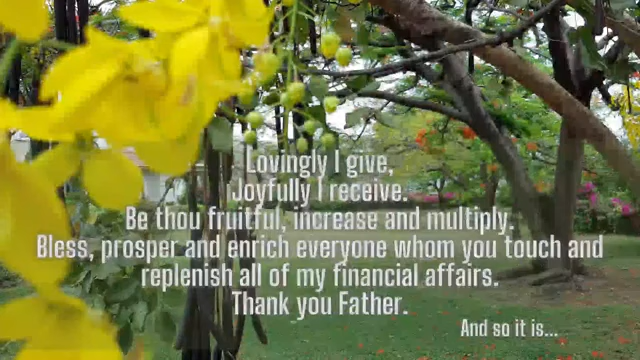 Lovingly I give,
Joyfully I receive.
Be thou fruitful, increase and multiply.
Bless, prosper and enrich everyone whom you touch and
replenish all of my financial affairs.
Thank you Father.
And so it is...